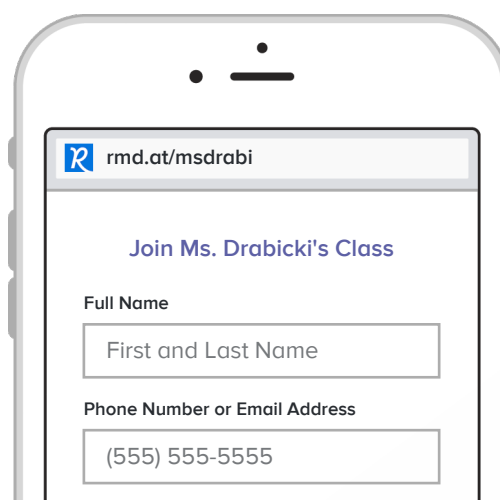 rmd.at/msdrabi
Join Ms. Drabicki's Class
Full Name
First and Last Name
Phone Number or Email Address
(555) 555-5555